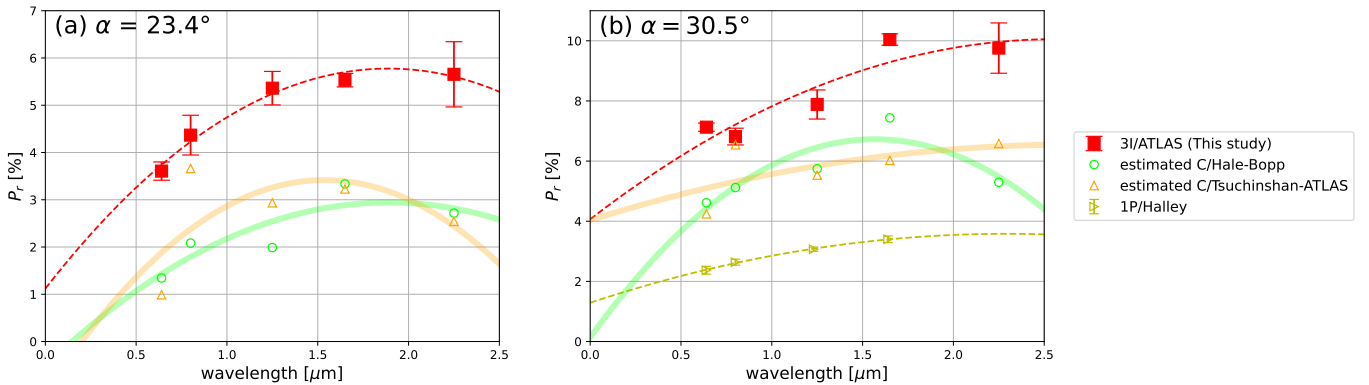 (a) α = 23.4°
7
6
5
4
3
2
1
0
P_r [%]
0.0 0.5 1.0 1.5 2.0 2.5
wavelength [μm]
(b) α = 30.5°
10
8
6
4
2
0
P_r [%]
0.0 0.5 1.0 1.5 2.0 2.5
wavelength [μm]
3I/ATLAS (This study)
estimated C/Hale-Bopp
estimated C/Tsuchinshan-ATLAS
1P/Halley